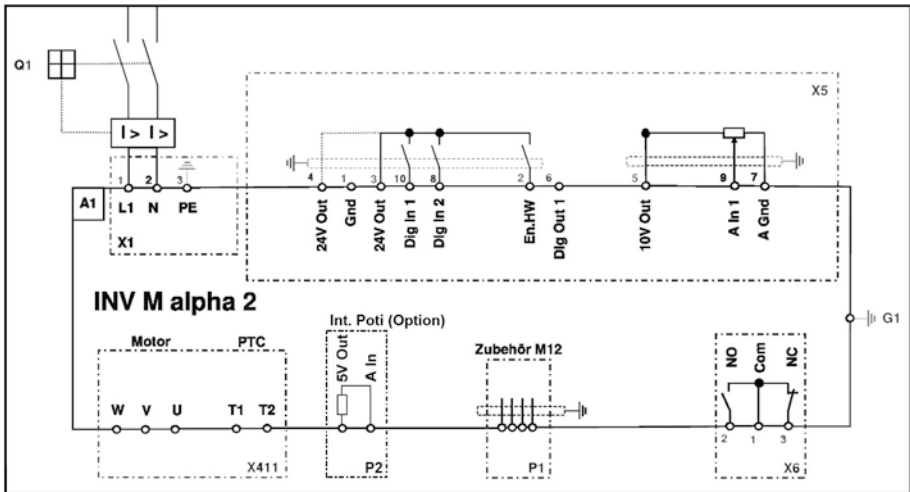 Q1
X5
I > I >
4 1 3 10 8 2 6 5 9 7
1 2 3
A1
L1 N PE
24V Out
Gnd
24V Out
Dig In 1
Dig In 2
En.HW
Dig Out 1
10V Out
A In 1
A Gnd
X1
INV M alpha 2
G1
Int. Poti (Option)
Motor PTC
Zubehör M12
5V Out
A In
NO
Com
NC
W V U T1 T2
2 1 3
X411
P2
P1
X6